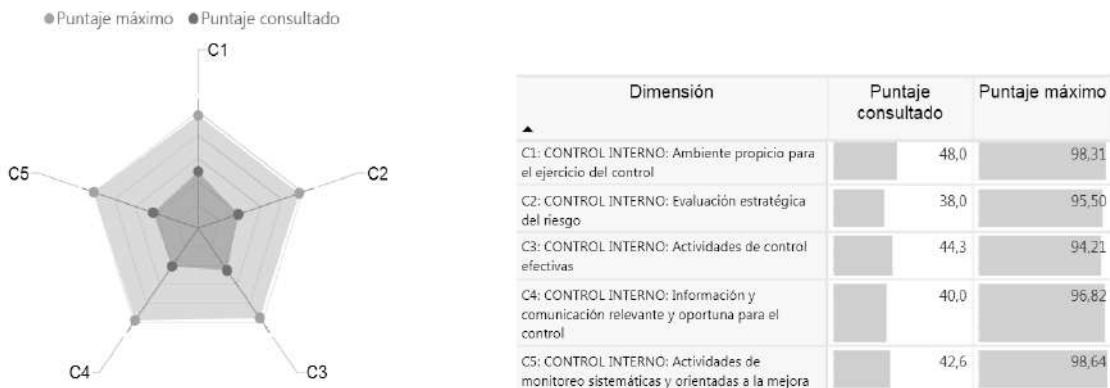 Puntaje máximo Puntaje consultado
C1
C2
C3
C4
C5
Dimensión Puntaje consultado Puntaje máximo
C1: CONTROL INTERNO: Ambiente propicio para
el ejercicio del control
48,0 98,31
C2: CONTROL INTERNO: Evaluación estratégica
del riesgo
38,0 95,50
C3: CONTROL INTERNO: Actividades de control
efectivas
44,3 94,21
C4: CONTROL INTERNO: Información y
comunicación relevante y oportuna para el
control
40,0 96,82
C5: CONTROL INTERNO: Actividades de
monitoreo sistemáticas y orientadas a la mejora
42,6 98,64